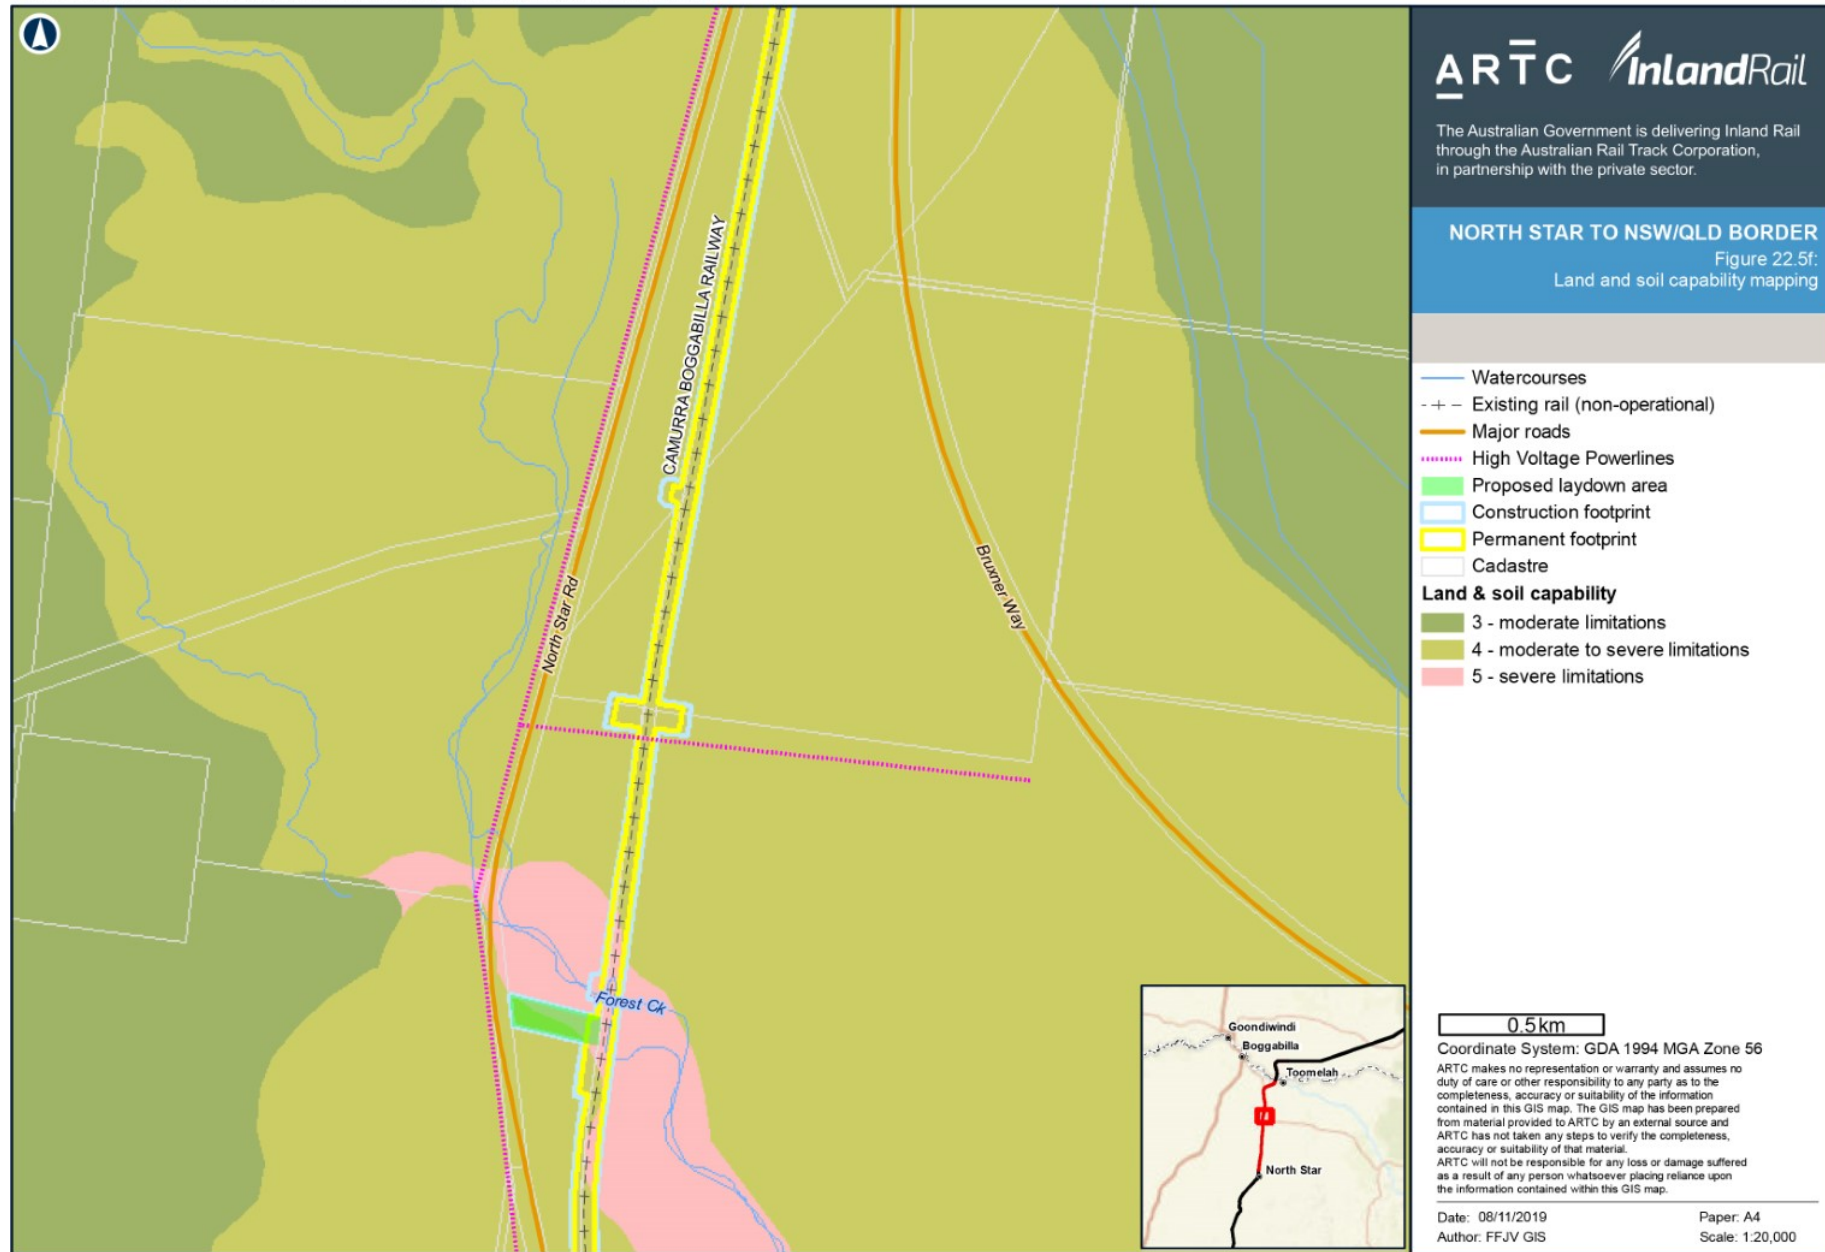 ARTC InlandRail
The Australian Government is delivering Inland Rail
through the Australian Rail Track Corporation,
in partnership with the private sector.
NORTH STAR TO NSW/QLD BORDER
Figure 22.5f:
Land and soil capability mapping
Watercourses
Existing rail (non-operational)
Major roads
High Voltage Powerlines
Proposed laydown area
Construction footprint
Permanent footprint
Cadastre
Land & soil capability
3 - moderate limitations
4 - moderate to severe limitations
5 - severe limitations
CAMURRA BOGGABILLA RAILWAY
North Star Rd
Bruxner Way
Forest Ck
Goondiwindi
Boggabilla
Toomelah
North Star
0.5km
Coordinate System: GDA 1994 MGA Zone 56
ARTC makes no representation or warranty and assumes no
duty of care or other responsibility to any party as to the
completeness, accuracy or suitability of the information
contained in this GIS map. The GIS map has been prepared
from material provided to ARTC by an external source and
ARTC has not taken any steps to verify the completeness,
accuracy or suitability of that material.
ARTC will not be responsible for any loss or damage suffered
as a result of any person whatsoever placing reliance upon
the information contained within this GIS map.
Date: 08/11/2019 Paper: A4
Author: FFJV GIS Scale: 1:20,000